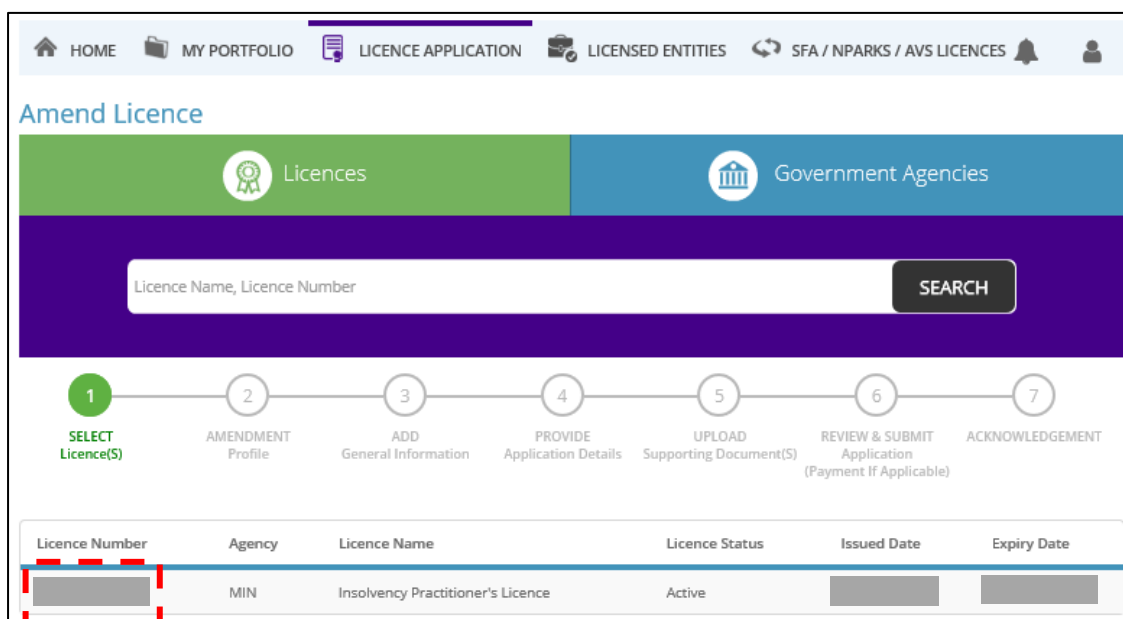 HOME MY PORTFOLIO LICENCE APPLICATION LICENSED ENTITIES SFA / NPARKS / AVS LICENCES
Amend Licence
Licences Government Agencies
Licence Name, Licence Number SEARCH
1 2 3 4 5 6 7
SELECT AMENDMENT ADD PROVIDE UPLOAD REVIEW & SUBMIT ACKNOWLEDGEMENT
Licence(S) Profile General Information Application Details Supporting Document(S) Application
(Payment If Applicable)
Licence Number Agency Licence Name Licence Status Issued Date Expiry Date
MIN Insolvency Practitioner's Licence Active